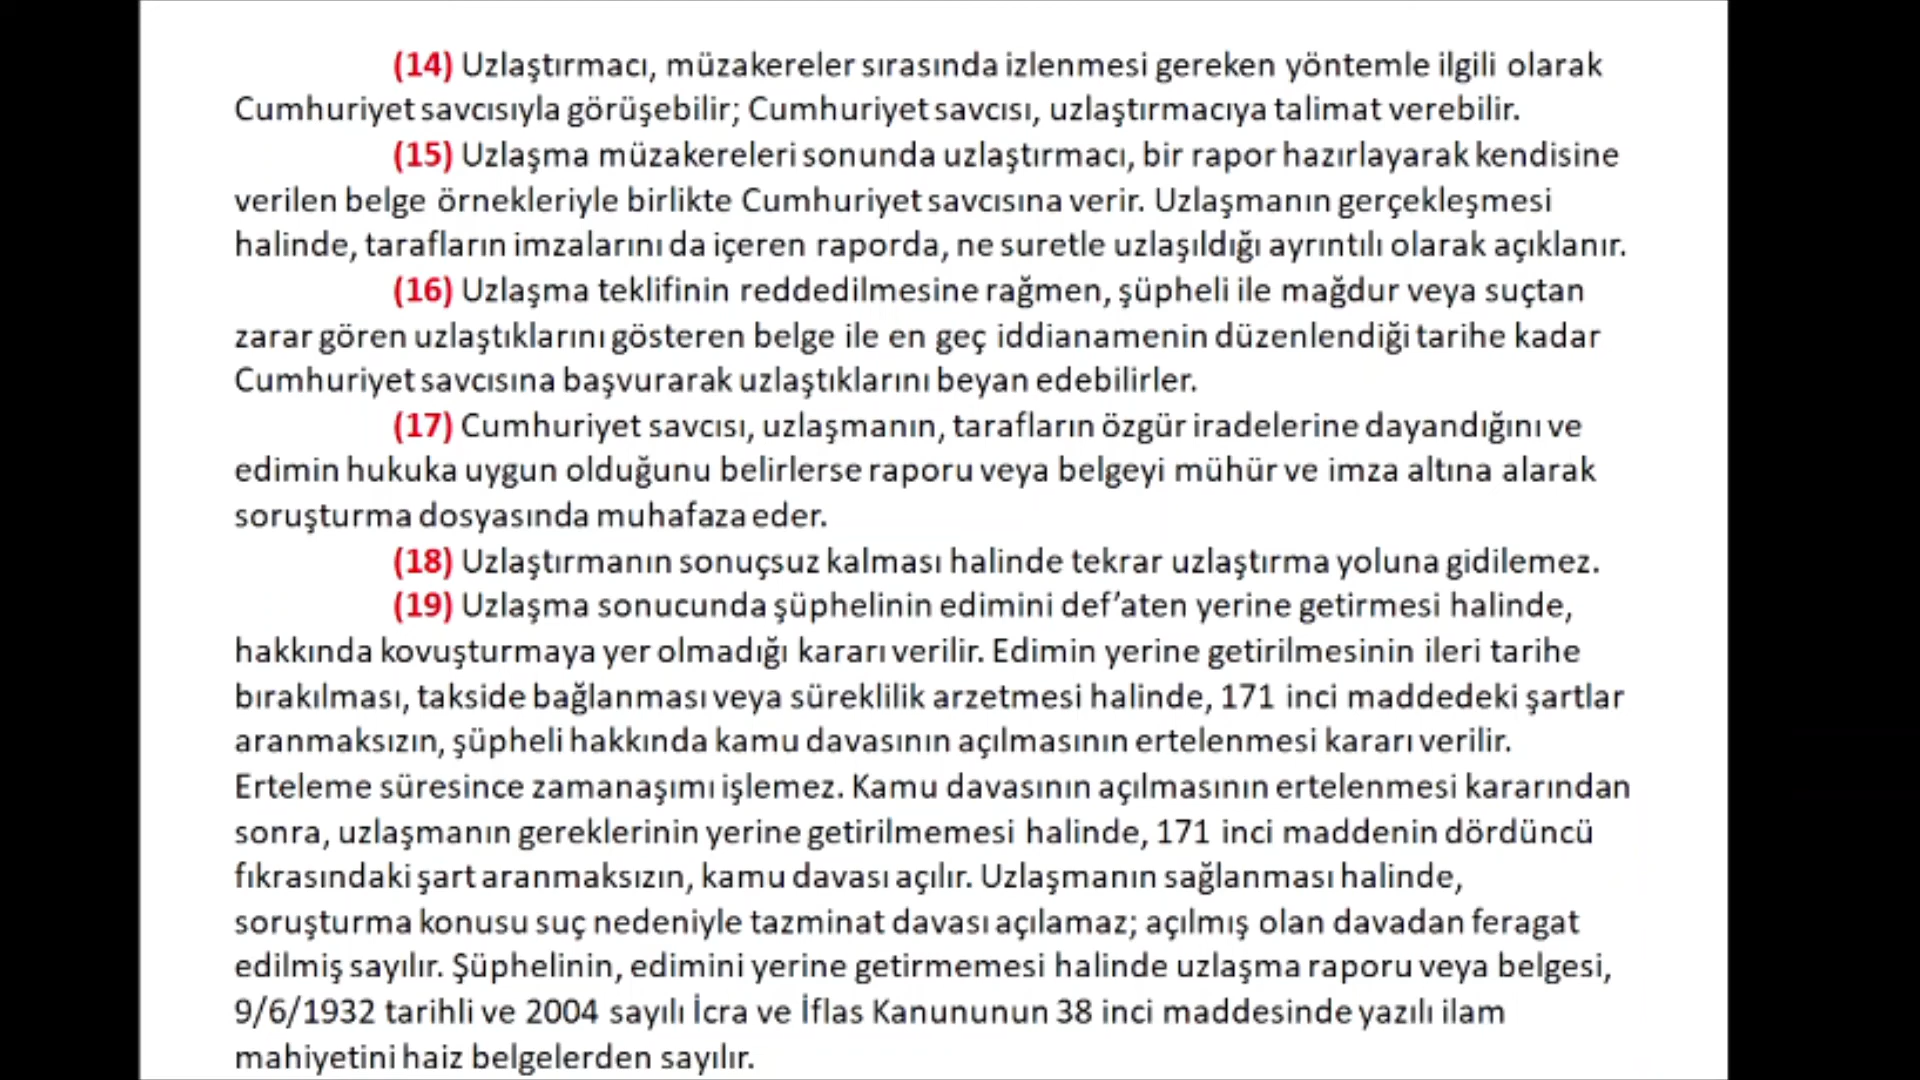 (14) Uzlaştırmacı, müzakereler sırasında izlenmesi gereken yöntemle ilgili olarak
Cumhuriyet savcısıyla görüşebilir; Cumhuriyet savcısı, uzlaştırmacıya talimat verebilir.
(15) Uzlaşma müzakereleri sonunda uzlaştırmacı, bir rapor hazırlayarak kendisine
verilen belge örnekleriyle birlikte Cumhuriyet savcısına verir. Uzlaşmanın gerçekleşmesi
halinde, tarafların imzalarını da içeren raporda, ne suretle uzlaşıldığı ayrıntılı olarak açıklanır.
(16) Uzlaşma teklifinin reddedilmesine rağmen, şüpheli ile mağdur veya suçtan
zarar gören uzlaştıklarını gösteren belge ile en geç iddianamenin düzenlendiği tarihe kadar
Cumhuriyet savcısına başvurarak uzlaştıklarını beyan edebilirler.
(17) Cumhuriyet savcısı, uzlaşmanın, tarafların özgür iradelerine dayandığını ve
edimin hukuka uygun olduğunu belirlerse raporu veya belgeyi mühür ve imza altına alarak
soruşturma dosyasında muhafaza eder.
(18) Uzlaştırmanın sonuçsuz kalması halinde tekrar uzlaştırma yoluna gidilemez.
(19) Uzlaşma sonucunda şüphelinin edimini def’aten yerine getirmesi halinde,
hakkında kovuşturmaya yer olmadığı kararı verilir. Edimin yerine getirilmesinin ileri tarihe
bırakılması, takside bağlanması veya süreklilik arzetmesi halinde, 171 inci maddedeki şartlar
aranmaksızın, şüpheli hakkında kamu davasının açılmasının ertelenmesi kararı verilir.
Erteleme süresince zamanaşımı işlemez. Kamu davasının açılmasının ertelenmesi kararından
sonra, uzlaşmanın gereklerinin yerine getirilmemesi halinde, 171 inci maddenin dördüncü
fıkrasındaki şart aranmaksızın, kamu davası açılır. Uzlaşmanın sağlanması halinde,
soruşturma konusu suç nedeniyle tazminat davası açılamaz; açılmış olan davadan feragat
edilmiş sayılır. Şüphelinin, edimini yerine getirmemesi halinde uzlaşma raporu veya belgesi,
9/6/1932 tarihli ve 2004 sayılı İcra ve İflas Kanununun 38 inci maddesinde yazılı ilam
mahiyetini haiz belgelerden sayılır.